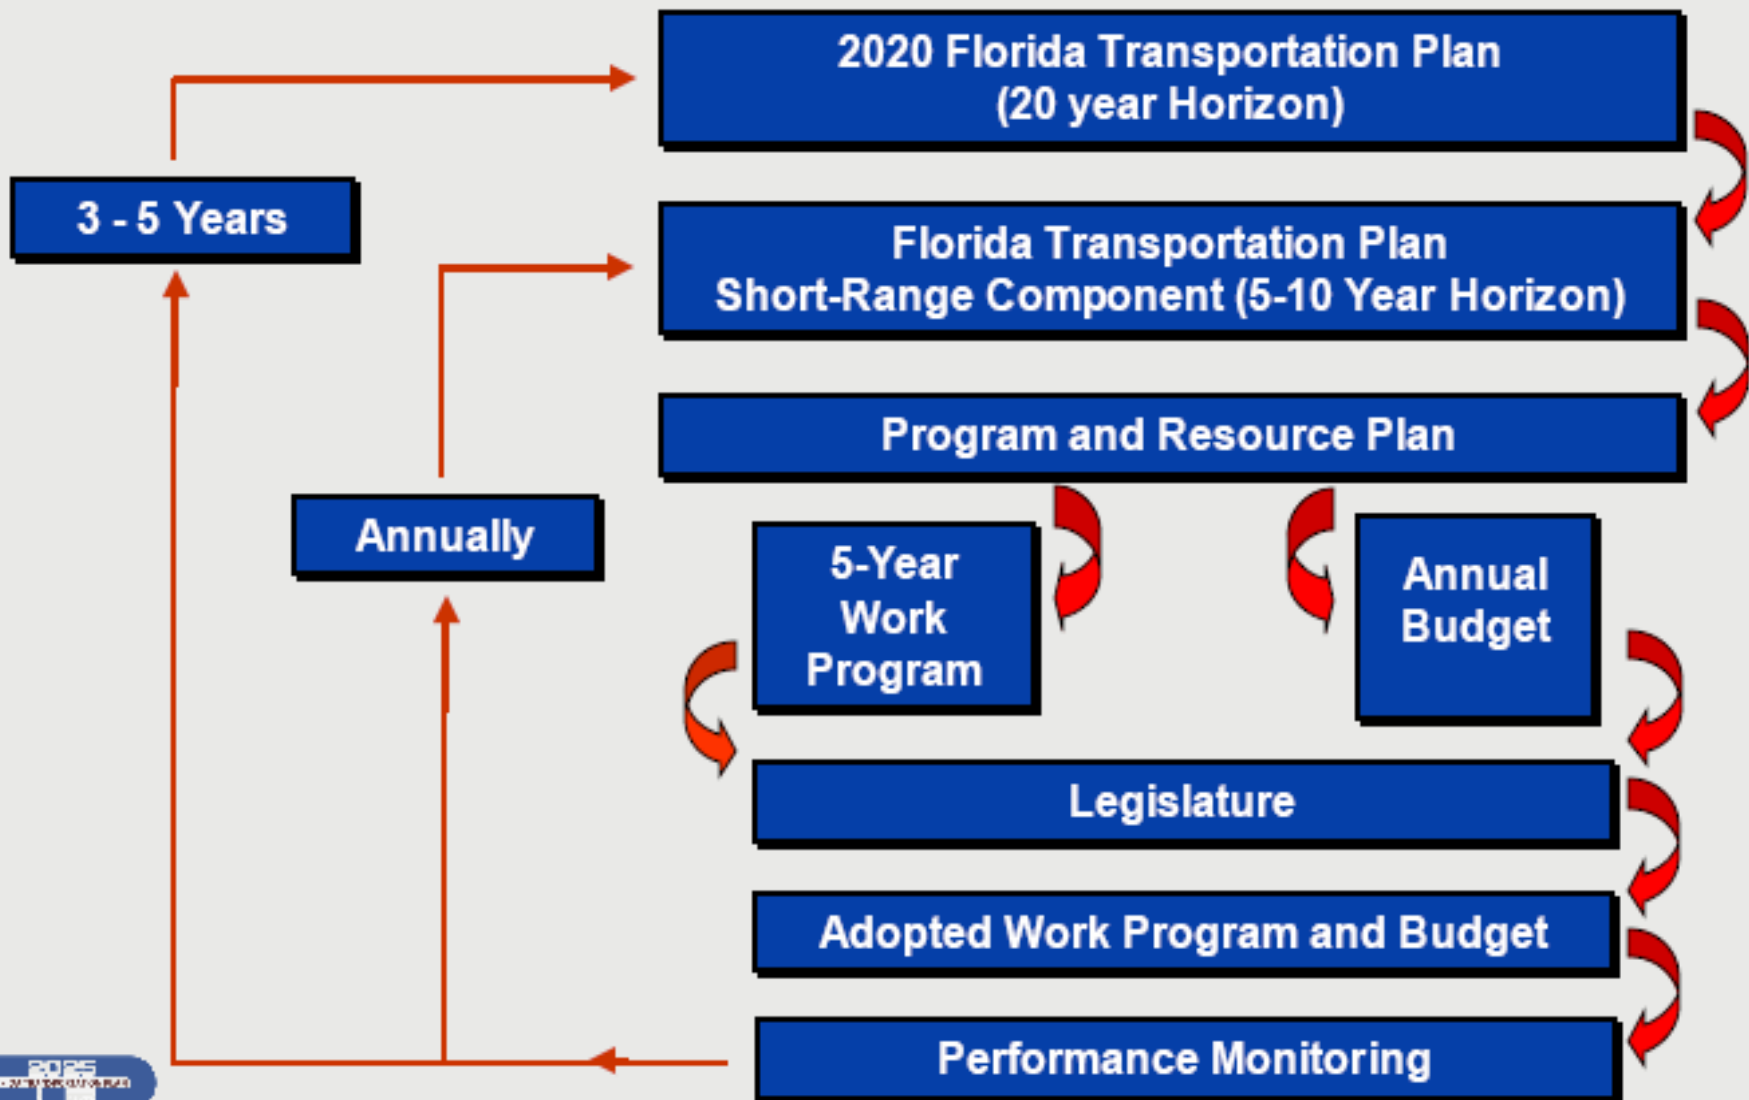 2020 Florida Transportation Plan
(20 year Horizon)
3 - 5 Years
Florida Transportation Plan
Short-Range Component (5-10 Year Horizon)
Program and Resource Plan
Annually
5-Year
Work
Program
Annual
Budget
Legislature
Adopted Work Program and Budget
Performance Monitoring
2025